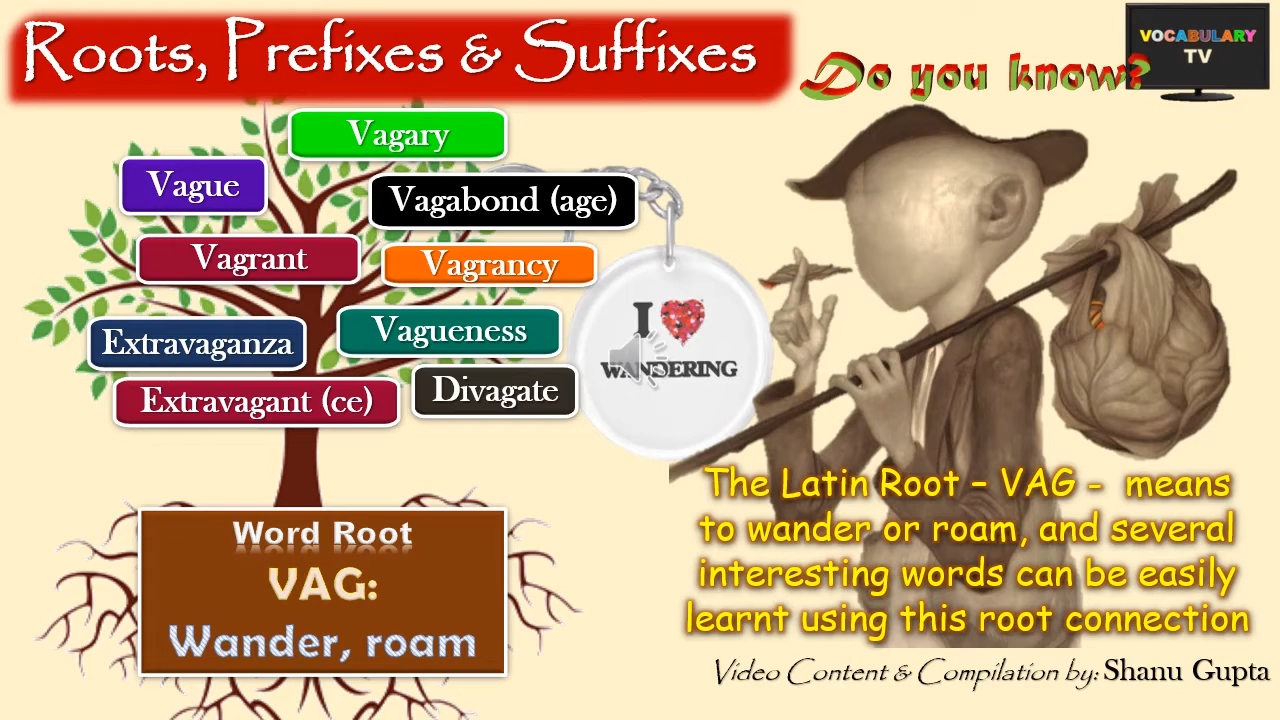 Roots, Prefixes & Suffixes
Do you know?
VOCABULARY
TV
Vagary
Vague
Vagabond (age)
Vagrant
Vagrancy
Extravaganza
Vagueness
Extravagant (ce)
Divagate
I
WANDERING
Word Root
VAG:
Wander, roam
The Latin Root – VAG - means
to wander or roam, and several
interesting words can be easily
learnt using this root connection
Video Content & Compilation by: Shanu Gupta